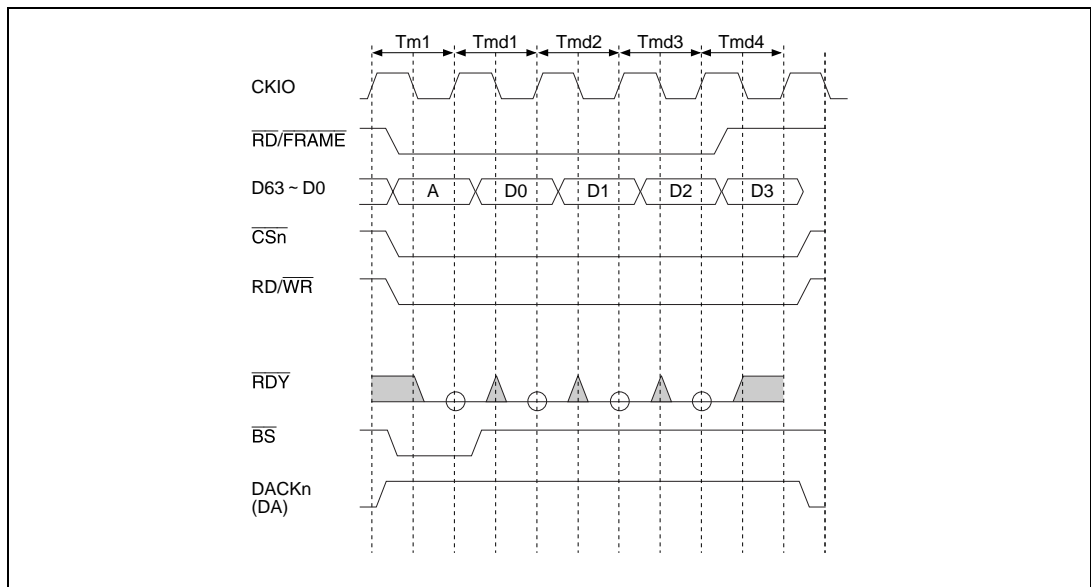 Tm1 Tmd1 Tmd2 Tmd3 Tmd4
CKIO
RD/FRAME
D63 ~ D0 A D0 D1 D2 D3
CSn
RD/WR
RDY
BS
DACKn
(DA)